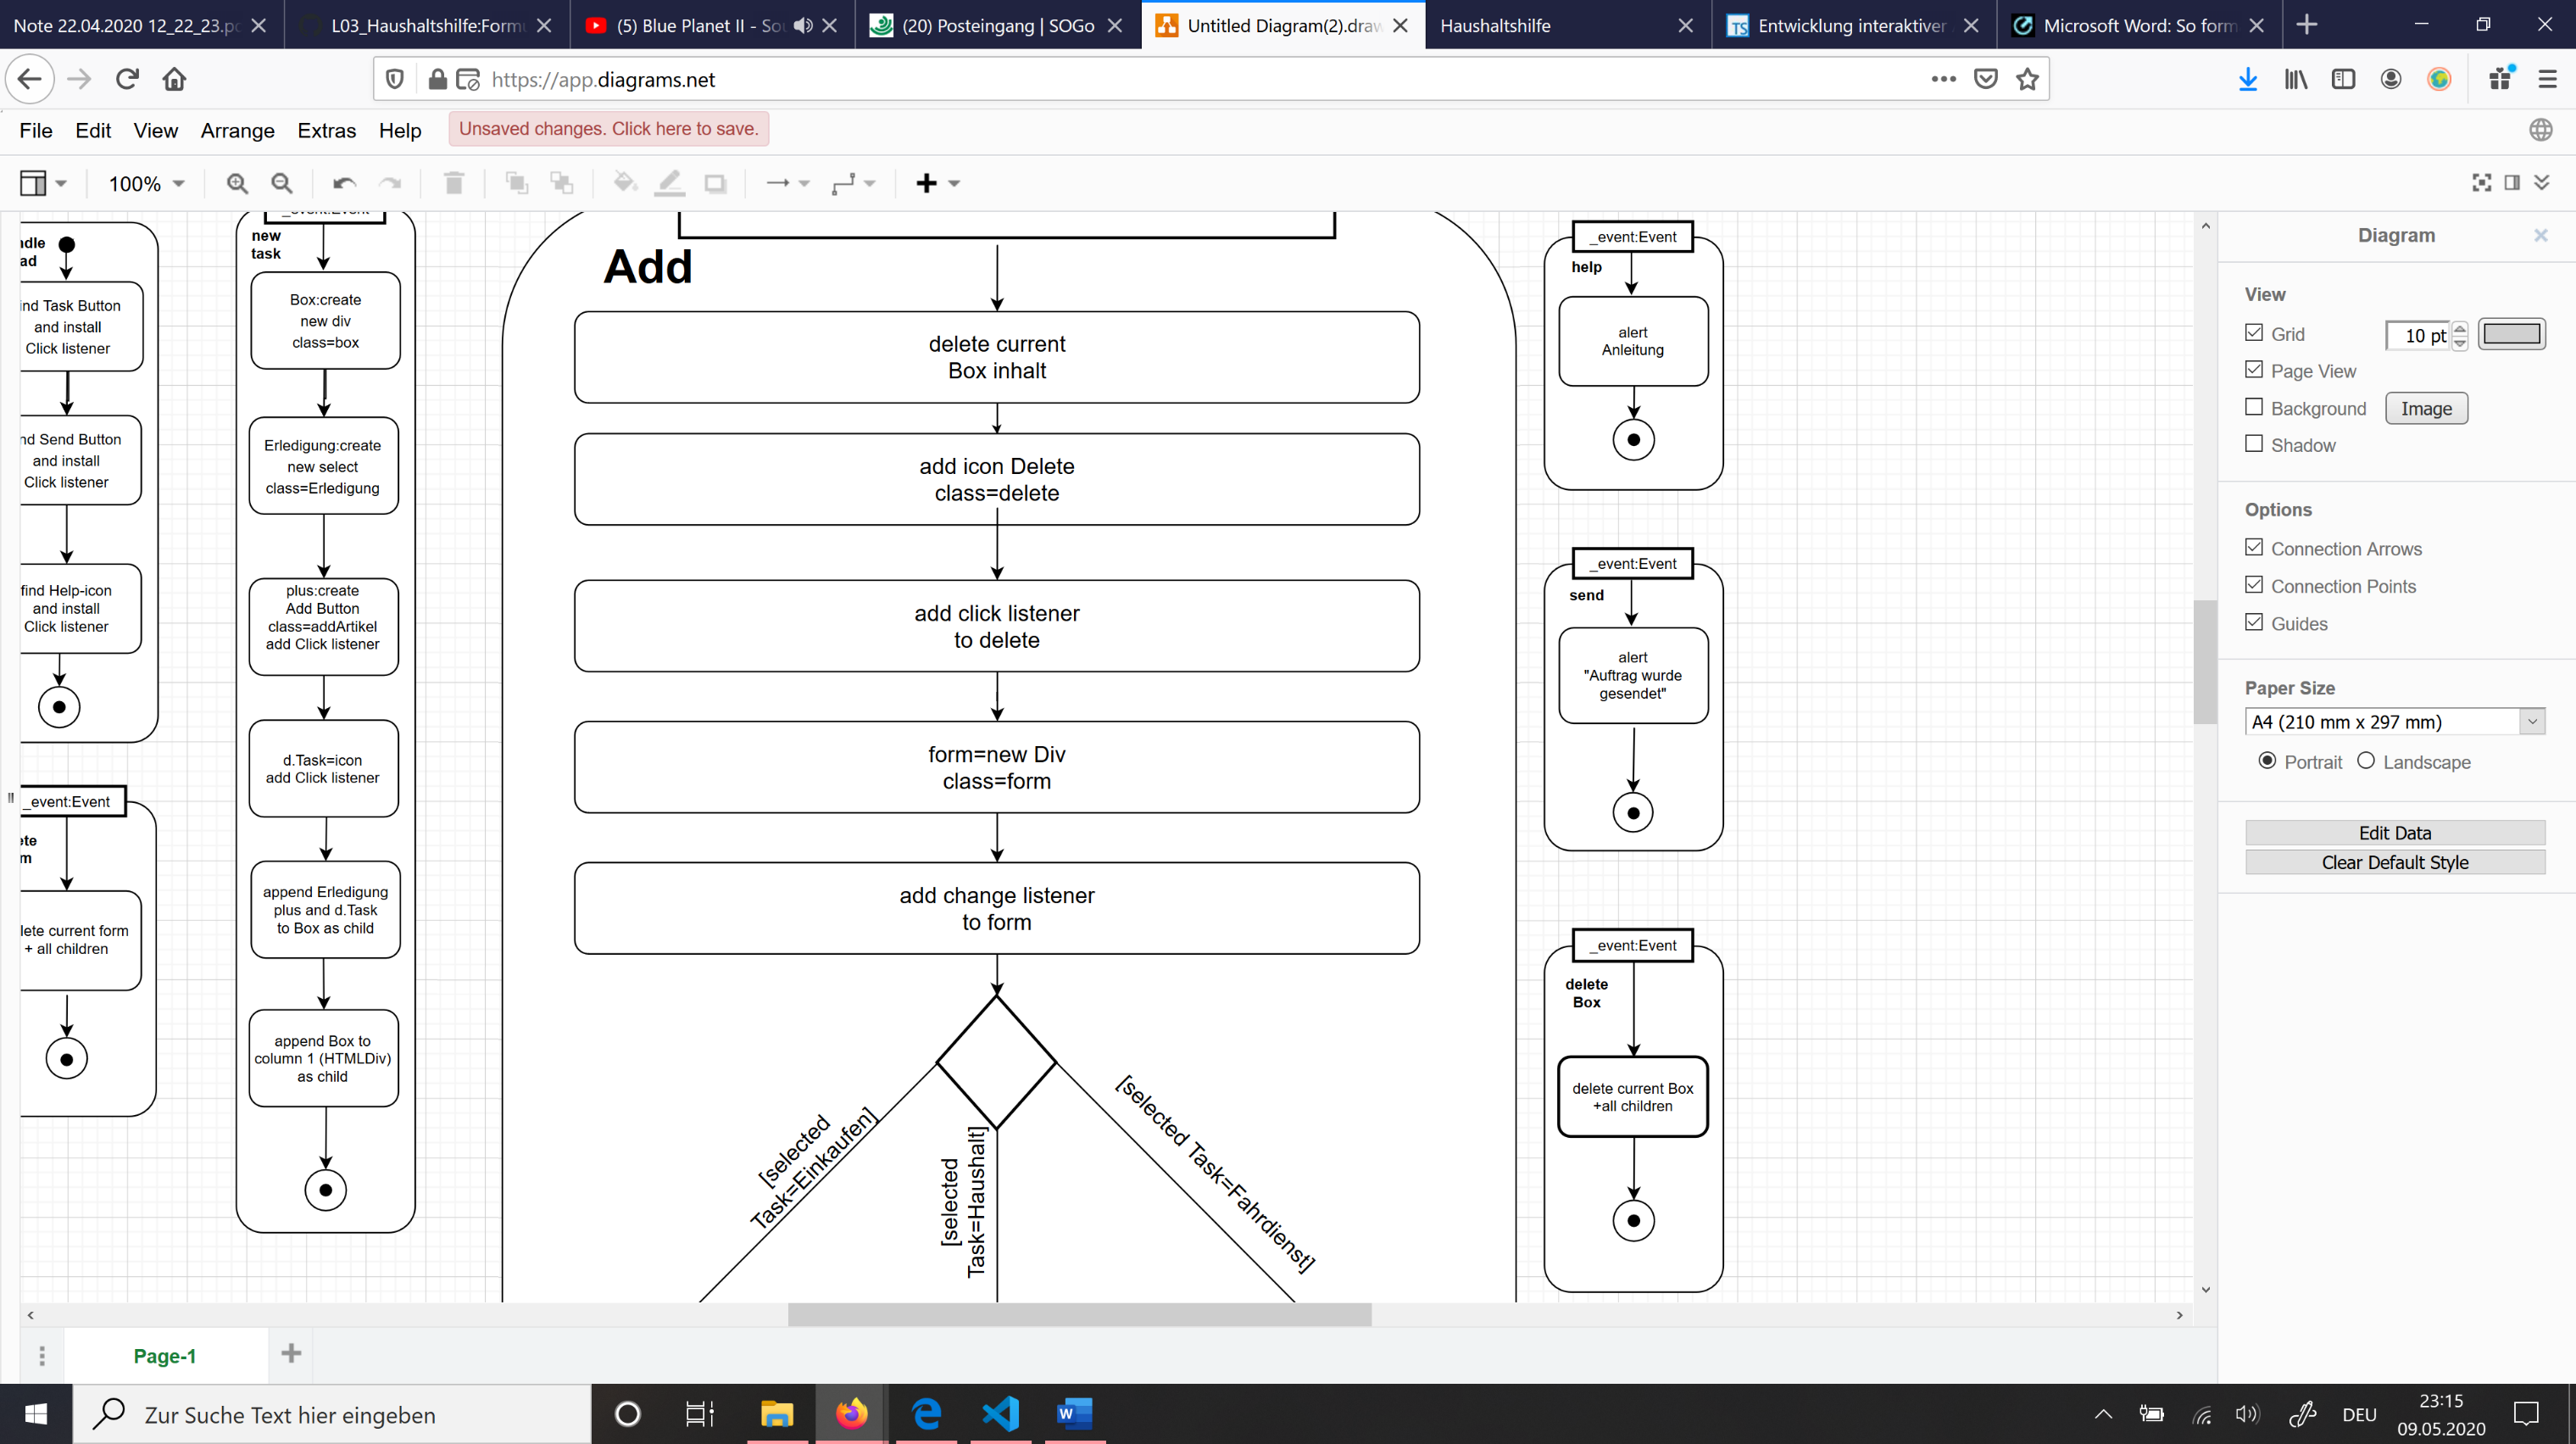 Note 22.04.2020 12_22_23.pd
L03_Haushaltshilfe:Formu
(5) Blue Planet II - Sou
(20) Posteingang | SOGo
Untitled Diagram(2).draw
Haushaltshilfe
Entwicklung interaktiver
Microsoft Word: So form
https://app.diagrams.net
File Edit View Arrange Extras Help
Unsaved changes. Click here to save.
100%
ndle
ad
ind Task Button
and install
Click listener
nd Send Button
and install
Click listener
find Help-icon
and install
Click listener
_event:Event
ete
m
lete current form
+ all children
_event:Event
new
task
Box:create
new div
class=box
Erledigung:create
new select
class=Erledigung
plus:create
Add Button
class=addArtikel
add Click listener
d.Task=icon
add Click listener
append Erledigung
plus and d.Task
to Box as child
append Box to
column 1 (HTMLDiv)
as child
Add
delete current
Box inhalt
add icon Delete
class=delete
add click listener
to delete
form=new Div
class=form
add change listener
to form
[selected
Task=Einkaufen]
[selected
Task=Haushalt]
[selected Task=Fahrdienst]
_event:Event
help
alert
Anleitung
_event:Event
send
alert
"Auftrag wurde
gesendet"
_event:Event
delete
Box
delete current Box
+all children
Diagram
View
Grid
10 pt
Page View
Background
Image
Shadow
Options
Connection Arrows
Connection Points
Guides
Paper Size
A4 (210 mm x 297 mm)
Portrait
Landscape
Edit Data
Clear Default Style
Page-1
Zur Suche Text hier eingeben
DEU
23:15
09.05.2020